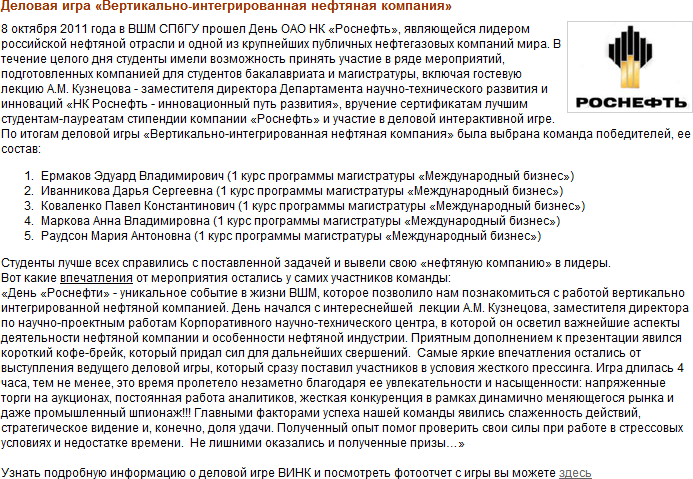 Деловая игра «Вертикально-интегрированная нефтяная компания»
8 октября 2011 года в ВШМ СПбГУ прошел День ОАО НК «Роснефть», являющейся лидером
российской нефтяной отрасли и одной из крупнейших публичных нефтегазовых компаний мира. В
течение целого дня студенты имели возможность принять участие в ряде мероприятий,
подготовленных компанией для студентов бакалавриата и магистратуры, включая гостевую
лекцию А.М. Кузнецова - заместителя директора Департамента научно-технического развития и
инноваций «НК Роснефть - инновационный путь развития», вручение сертификатам лучшим
студентам-лауреатам стипендии компании «Роснефть» и участие в деловой интерактивной игре.
РОСНЕФТЬ
По итогам деловой игры «Вертикально-интегрированная нефтяная компания» была выбрана команда победителей, ее
состав:
1. Ермаков Эдуард Владимирович (1 курс программы магистратуры «Международный бизнес»)
2. Иванникова Дарья Сергеевна (1 курс программы магистратуры «Международный бизнес»)
3. Коваленко Павел Константинович (1 курс программы магистратуры «Международный бизнес»)
4. Маркова Анна Владимировна (1 курс программы магистратуры «Международный бизнес»)
5. Раудсон Мария Антоновна (1 курс программы магистратуры «Международный бизнес»)
Студенты лучше всех справились с поставленной задачей и вывели свою «нефтяную компанию» в лидеры.
Вот какие впечатления от мероприятия остались у самих участников команды:
«День «Роснефти» - уникальное событие в жизни ВШМ, которое позволило нам познакомиться с работой вертикально
интегрированной нефтяной компанией. День начался с интереснейшей лекции А.М. Кузнецова, заместителя директора
по научно-проектным работам Корпоративного научно-технического центра, в которой он осветил важнейшие аспекты
деятельности нефтяной компании и особенности нефтяной индустрии. Приятным дополнением к презентации явился
короткий кофе-брейк, который придал сил для дальнейших свершений. Самые яркие впечатления остались от
выступления ведущего деловой игры, который сразу поставил участников в условия жесткого прессинга. Игра длилась 4
часа, тем не менее, это время пролетело незаметно благодаря ее увлекательности и насыщенности: напряженные
торги на аукционах, постоянная работа аналитиков, жесткая конкуренция в рамках динамично меняющегося рынка и
даже промышленный шпионаж!!! Главными факторами успеха нашей команды явились слаженность действий,
стратегическое видение и, конечно, доля удачи. Полученный опыт помог проверить свои силы при работе в стрессовых
условиях и недостатке времени. Не лишними оказались и полученные призы…»
Узнать подробную информацию о деловой игре ВИНК и посмотреть фотоотчет с игры вы можете здесь